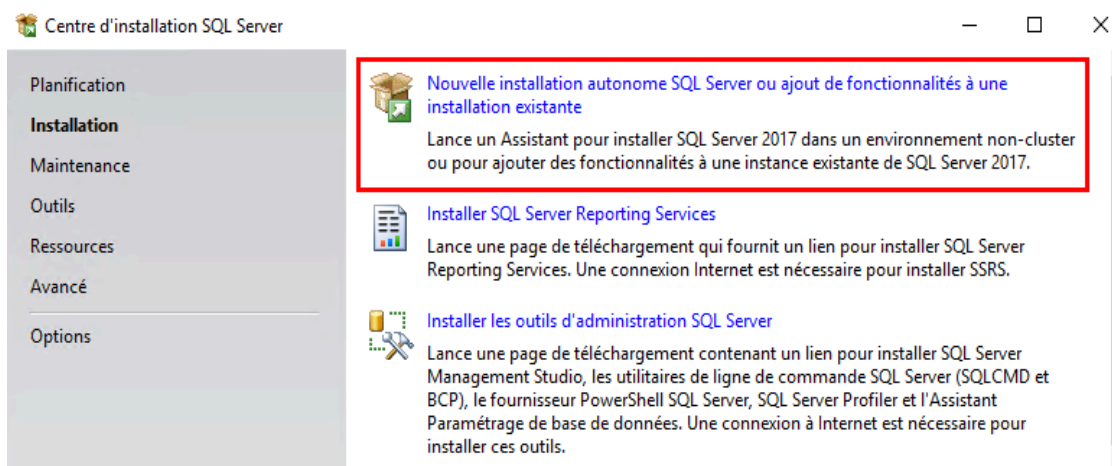 Centre d'installation SQL Server
Planification
Installation
Maintenance
Outils
Ressources
Avancé
Options
Nouvelle installation autonome SQL Server ou ajout de fonctionnalités à une
installation existante
Lance un Assistant pour installer SQL Server 2017 dans un environnement non-cluster
ou pour ajouter des fonctionnalités à une instance existante de SQL Server 2017.
Installer SQL Server Reporting Services
Lance une page de téléchargement qui fournit un lien pour installer SQL Server
Reporting Services. Une connexion Internet est nécessaire pour installer SSRS.
Installer les outils d'administration SQL Server
Lance une page de téléchargement contenant un lien pour installer SQL Server
Management Studio, les utilitaires de ligne de commande SQL Server (SQLCMD et
BCP), le fournisseur PowerShell SQL Server, SQL Server Profiler et l'Assistant
Paramétrage de base de données. Une connexion à Internet est nécessaire pour
installer ces outils.